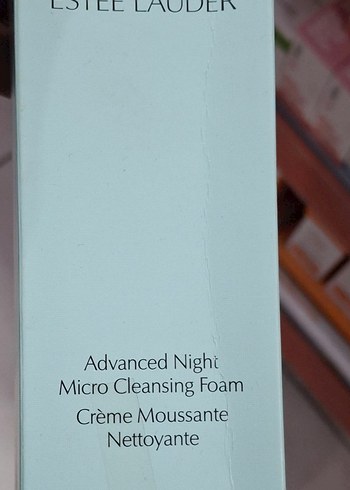 ESTEE LAUDER
Advanced Night
Micro Cleansing Foam
Crème Moussante
Nettoyante